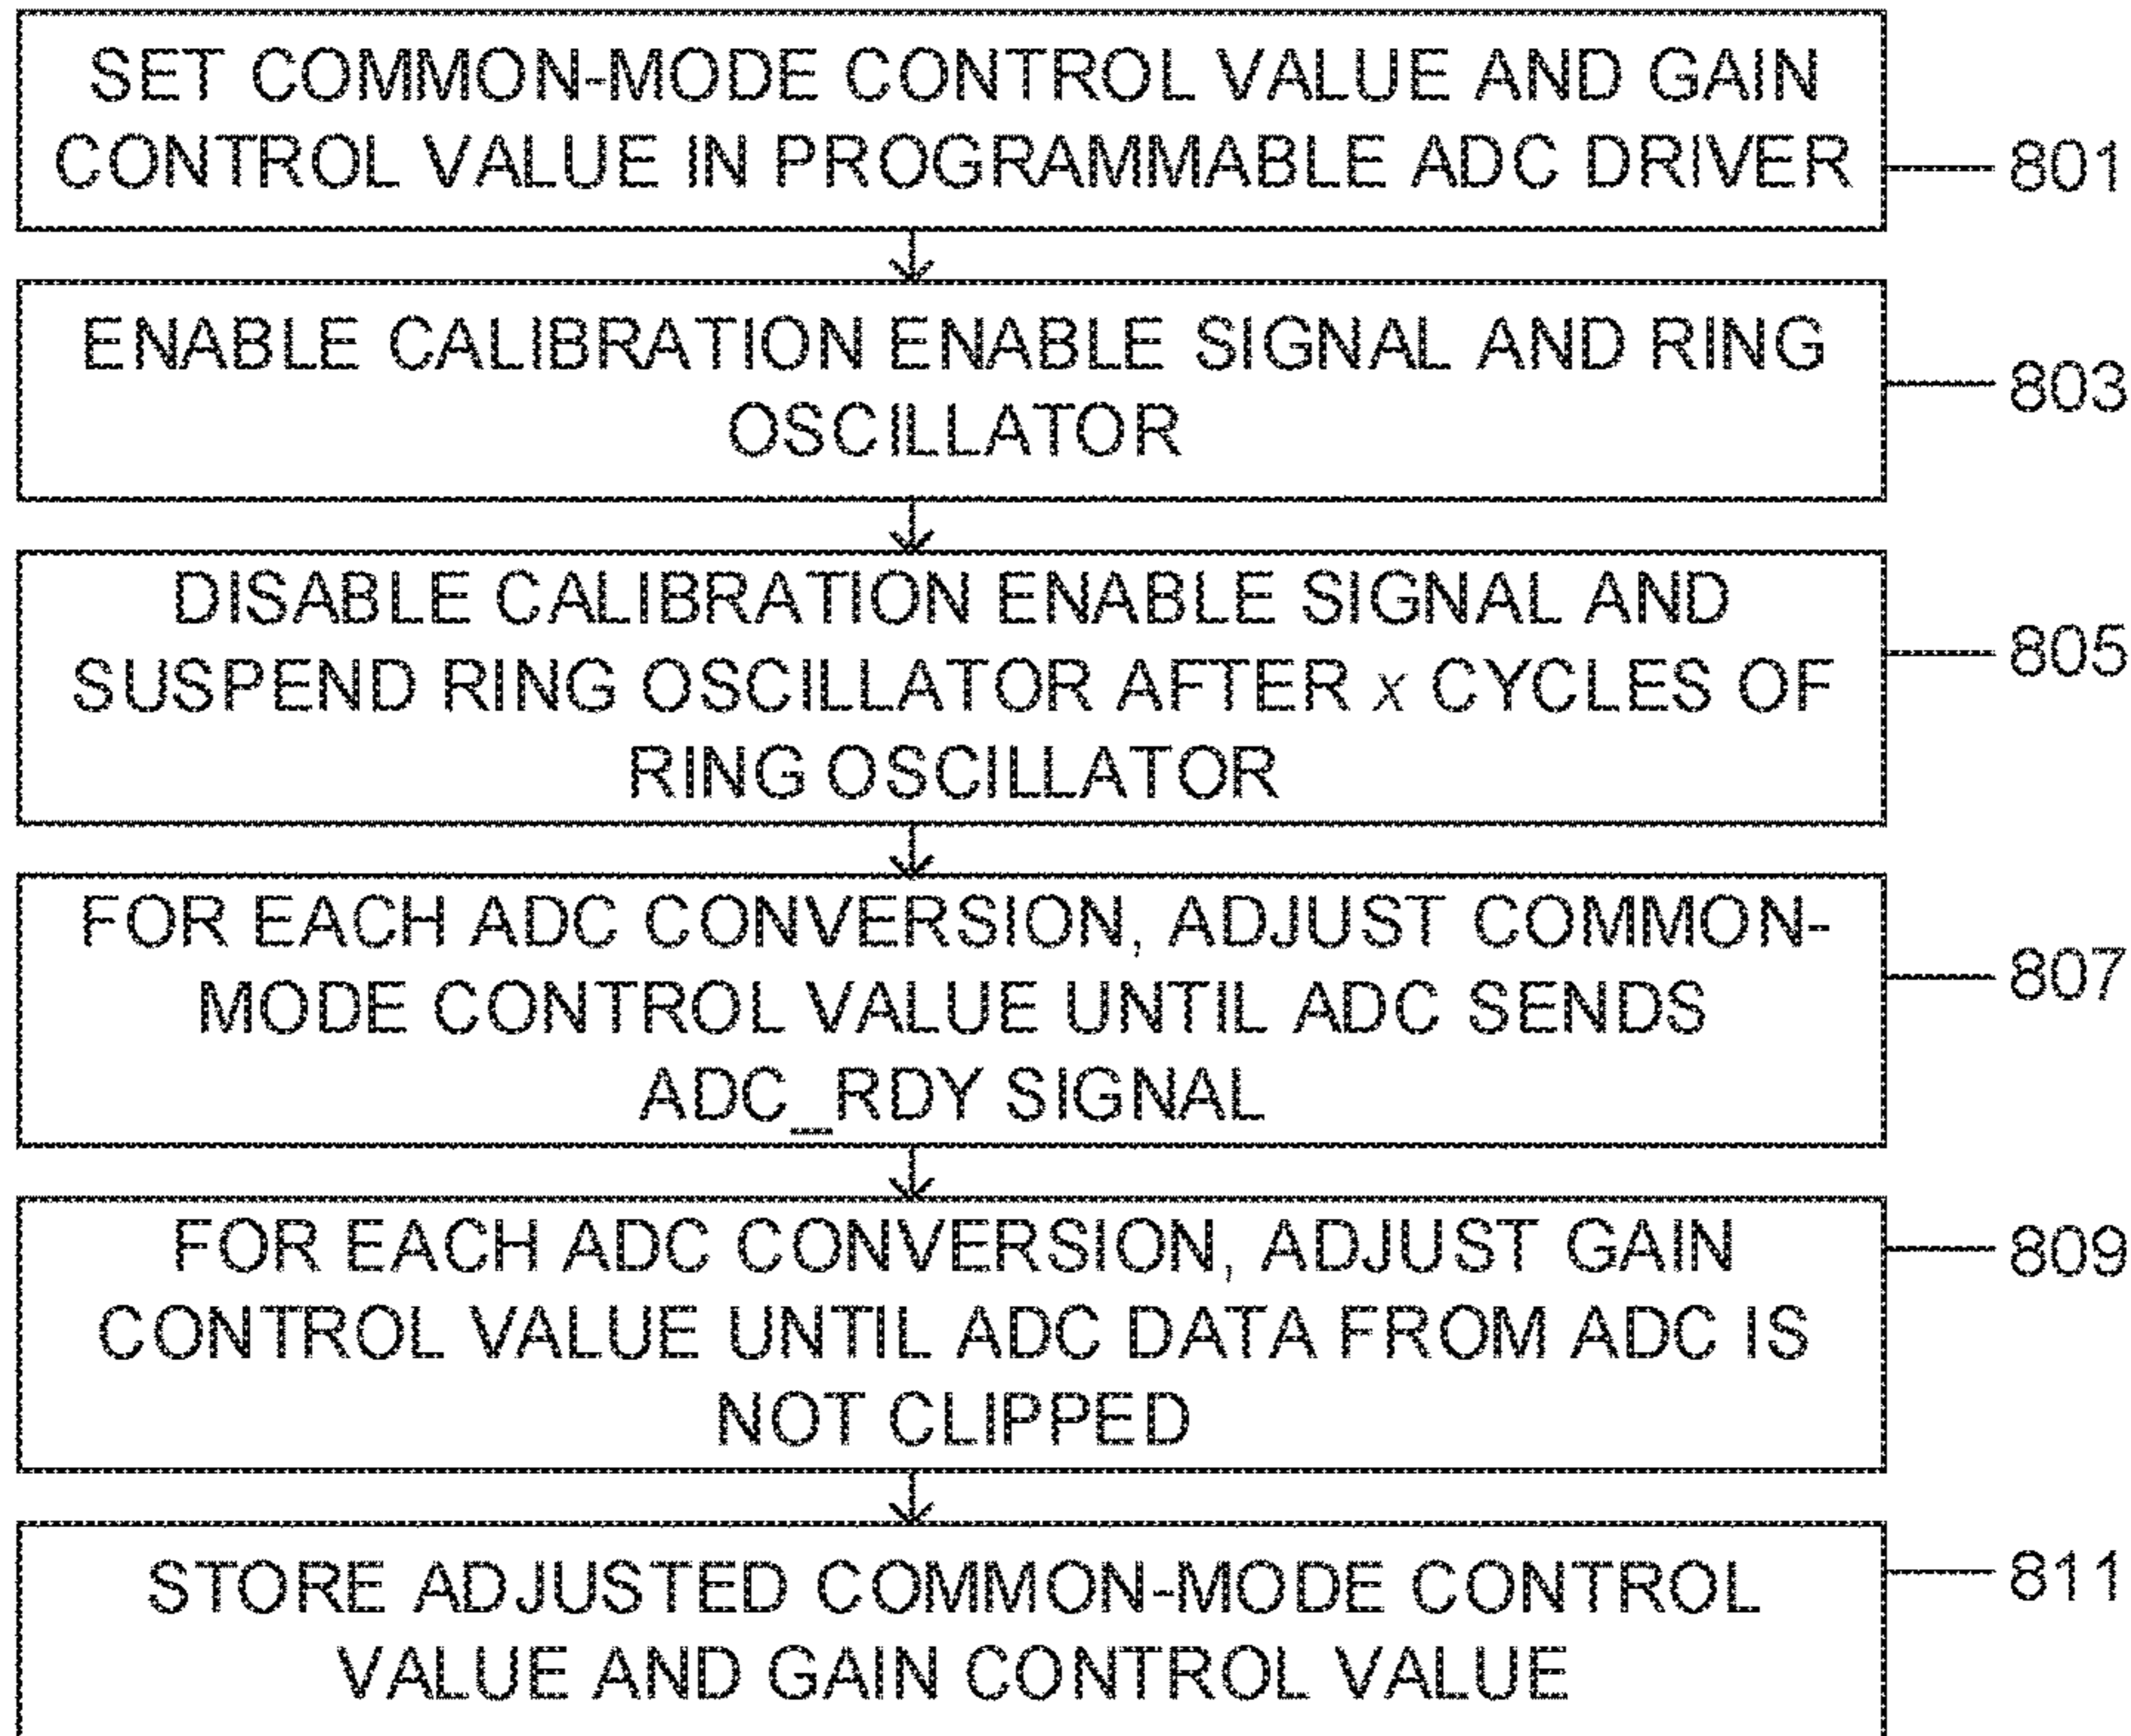 SET COMMON-MODE CONTROL VALUE AND GAIN
CONTROL VALUE IN PROGRAMMABLE ADC DRIVER
801
ENABLE CALIBRATION ENABLE SIGNAL AND RING
OSCILLATOR
803
DISABLE CALIBRATION ENABLE SIGNAL AND
SUSPEND RING OSCILLATOR AFTER x CYCLES OF
RING OSCILLATOR
805
FOR EACH ADC CONVERSION, ADJUST COMMON-
MODE CONTROL VALUE UNTIL ADC SENDS
ADC_RDY SIGNAL
807
FOR EACH ADC CONVERSION, ADJUST GAIN
CONTROL VALUE UNTIL ADC DATA FROM ADC IS
NOT CLIPPED
809
STORE ADJUSTED COMMON-MODE CONTROL
VALUE AND GAIN CONTROL VALUE
811